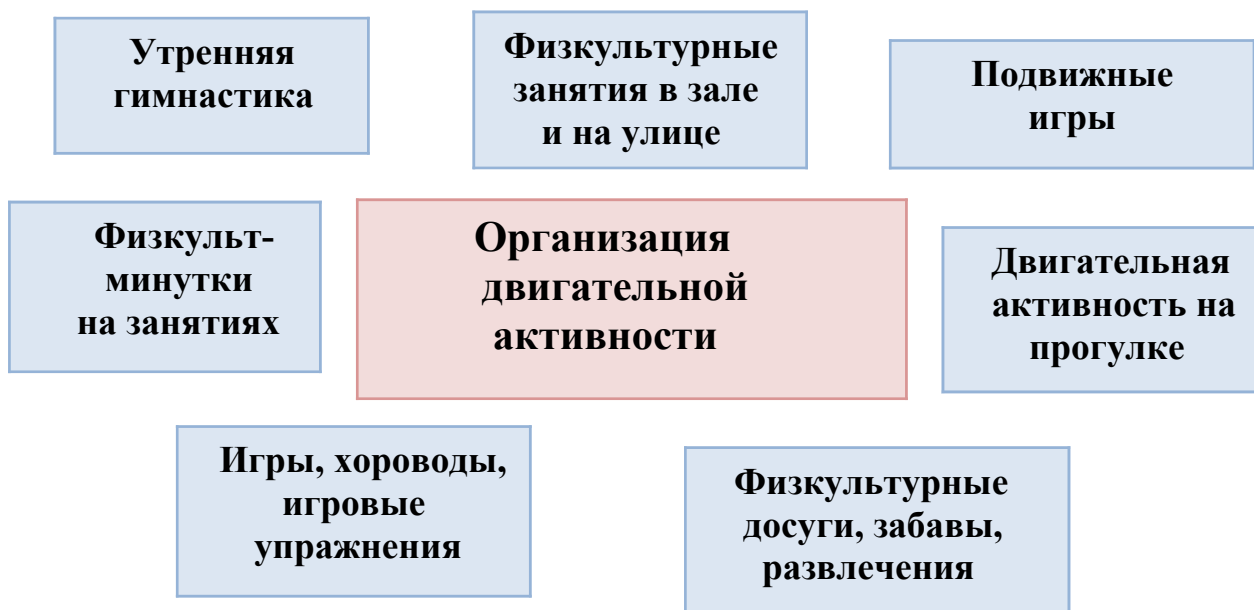 Утренняя
гимнастика
Физкультурные
занятия в зале
и на улице
Подвижные
игры
Физкульт-
минутки
на занятиях
Организация
двигательной
активности
Двигательная
активность на
прогулке
Игры, хороводы,
игровые
упражнения
Физкультурные
досуги, забавы,
развлечения